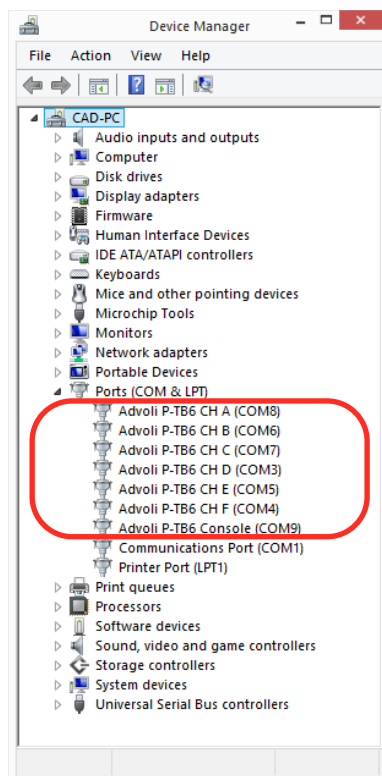 Device Manager
File Action View Help
CAD-PC
Audio inputs and outputs
Computer
Disk drives
Display adapters
Firmware
Human Interface Devices
IDE ATA/ATAPI controllers
Keyboards
Mice and other pointing devices
Microchip Tools
Monitors
Network adapters
Portable Devices
Ports (COM & LPT)
Advoli P-TB6 CH A (COM8)
Advoli P-TB6 CH B (COM6)
Advoli P-TB6 CH C (COM7)
Advoli P-TB6 CH D (COM3)
Advoli P-TB6 CH E (COM5)
Advoli P-TB6 CH F (COM4)
Advoli P-TB6 Console (COM9)
Communications Port (COM1)
Printer Port (LPT1)
Print queues
Processors
Software devices
Sound, video and game controllers
Storage controllers
System devices
Universal Serial Bus controllers